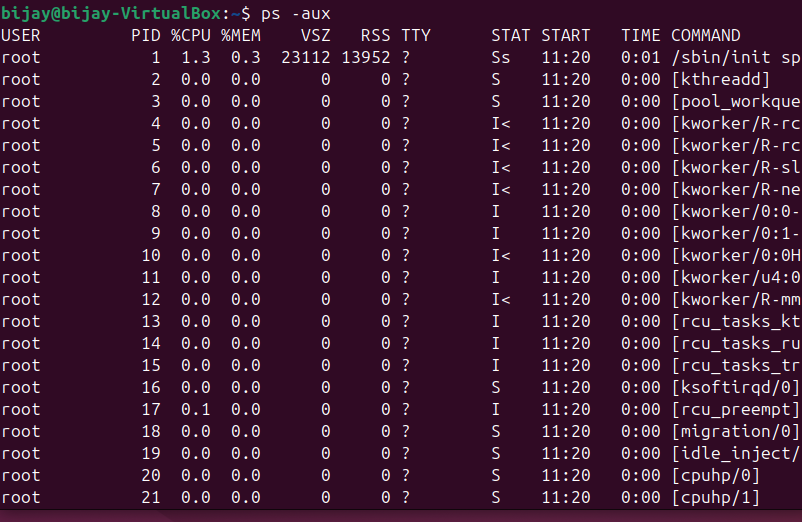 bijay@bijay-VirtualBox:~$ ps -aux
USER         PID %CPU %MEM    VSZ   RSS TTY      STAT START   TIME COMMAND
root           1  1.3  0.3  23112 13952 ?        Ss   11:20   0:01 /sbin/init sp
root           2  0.0  0.0      0     0 ?        S    11:20   0:00 [kthreadd]
root           3  0.0  0.0      0     0 ?        S    11:20   0:00 [pool_workque
root           4  0.0  0.0      0     0 ?        I<   11:20   0:00 [kworker/R-rc
root           5  0.0  0.0      0     0 ?        I<   11:20   0:00 [kworker/R-rc
root           6  0.0  0.0      0     0 ?        I<   11:20   0:00 [kworker/R-sl
root           7  0.0  0.0      0     0 ?        I<   11:20   0:00 [kworker/R-ne
root           8  0.0  0.0      0     0 ?        I    11:20   0:00 [kworker/0:0-
root           9  0.0  0.0      0     0 ?        I    11:20   0:00 [kworker/0:1-
root          10  0.0  0.0      0     0 ?        I<   11:20   0:00 [kworker/0:0H
root          11  0.0  0.0      0     0 ?        I    11:20   0:00 [kworker/u4:0
root          12  0.0  0.0      0     0 ?        I<   11:20   0:00 [kworker/R-mm
root          13  0.0  0.0      0     0 ?        I    11:20   0:00 [rcu_tasks_kt
root          14  0.0  0.0      0     0 ?        I    11:20   0:00 [rcu_tasks_ru
root          15  0.0  0.0      0     0 ?        I    11:20   0:00 [rcu_tasks_tr
root          16  0.0  0.0      0     0 ?        S    11:20   0:00 [ksoftirqd/0]
root          17  0.1  0.0      0     0 ?        I    11:20   0:00 [rcu_preempt]
root          18  0.0  0.0      0     0 ?        S    11:20   0:00 [migration/0]
root          19  0.0  0.0      0     0 ?        S    11:20   0:00 [idle_inject/
root          20  0.0  0.0      0     0 ?        S    11:20   0:00 [cpuhp/0]
root          21  0.0  0.0      0     0 ?        S    11:20   0:00 [cpuhp/1]